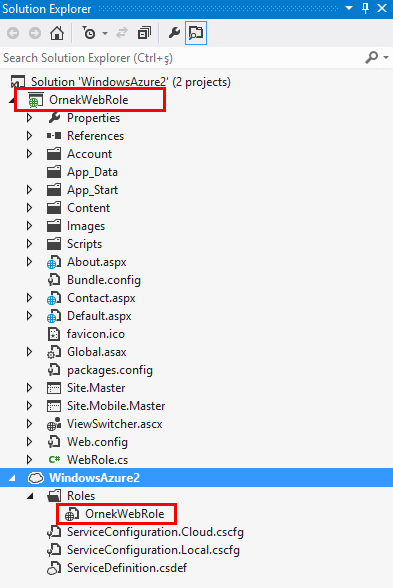 Solution Explorer
Search Solution Explorer (Ctrl+ş)
Solution 'WindowsAzure2' (2 projects)
OrnekWebRole
Properties
References
Account
App_Data
App_Start
Content
Images
Scripts
About.aspx
Bundle.config
Contact.aspx
Default.aspx
favicon.ico
Global.asax
packages.config
Site.Master
Site.Mobile.Master
ViewSwitcher.ascx
Web.config
C# WebRole.cs
WindowsAzure2
Roles
OrnekWebRole
ServiceConfiguration.Cloud.cscfg
ServiceConfiguration.Local.cscfg
ServiceDefinition.csdef